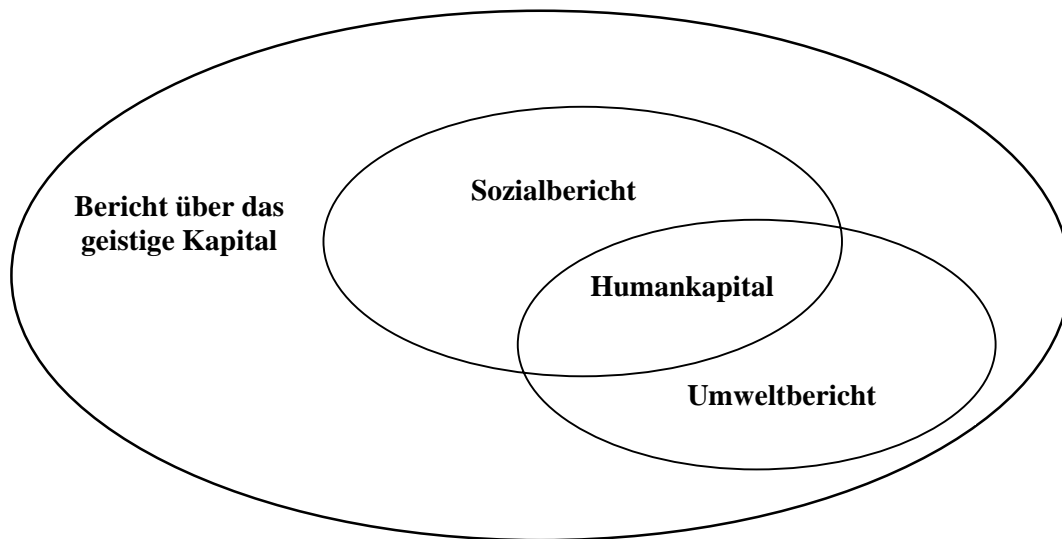 Sozialbericht
Bericht über das
geistige Kapital
Humankapital
Umweltbericht